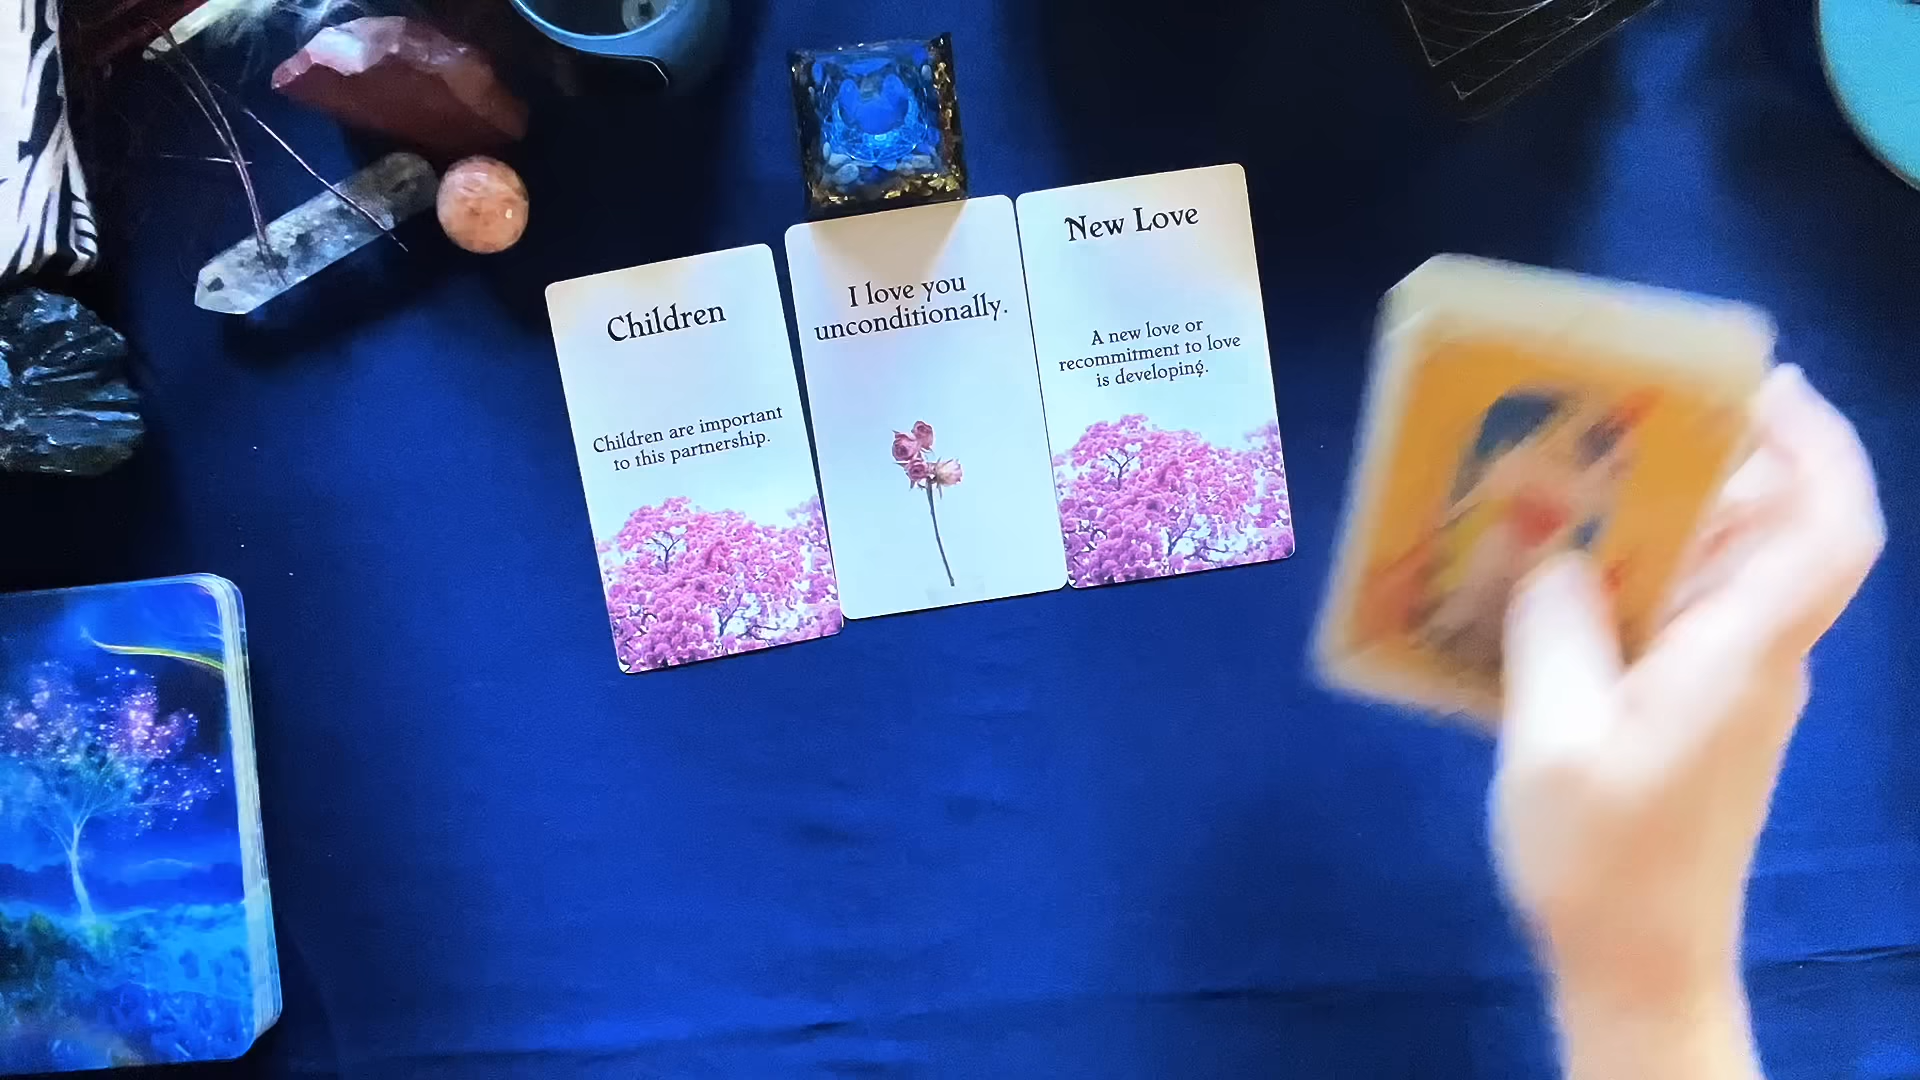 Children
Children are important
to this partnership.
I love you
unconditionally.
New Love
A new love or
recommitment to love
is developing.